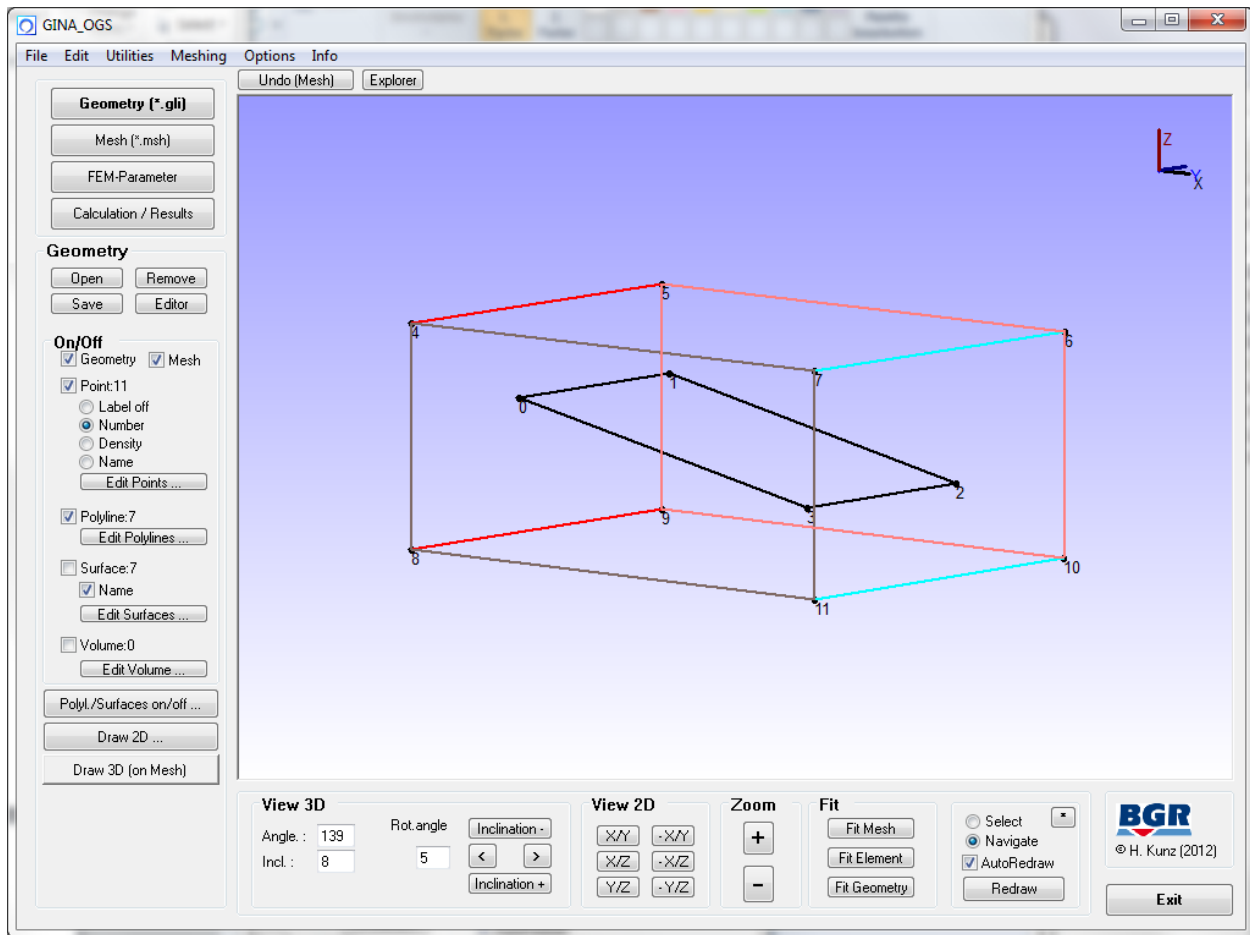 GINA_OGS
File Edit Utilities Meshing Options Info
Undo (Mesh) Explorer
Geometry (*.gli)
Mesh (*.msh)
FEM-Parameter
Calculation / Results
Geometry
Open Remove
Save Editor
On/Off
Geometry Mesh
Point:11
Label off
Number
Density
Name
Edit Points ...
Polyline:7
Edit Polylines ...
Surface:7
Name
Edit Surfaces ...
Volume:0
Edit Volume ...
Polyl./Surfaces on/off ...
Draw 2D ...
Draw 3D (on Mesh)
Z
Y
X
5
4
6
7
1
0
2
3
9
8
10
11
View 3D
Angle. : 139
Incl. : 8
Rot.angle
5
Inclination -
< >
Inclination +
View 2D
X/Y -X/Y
X/Z -X/Z
Y/Z -Y/Z
Zoom
+
-
Fit
Fit Mesh
Fit Element
Fit Geometry
Select *
Navigate
AutoRedraw
Redraw
BGR
© H. Kunz (2012)
Exit